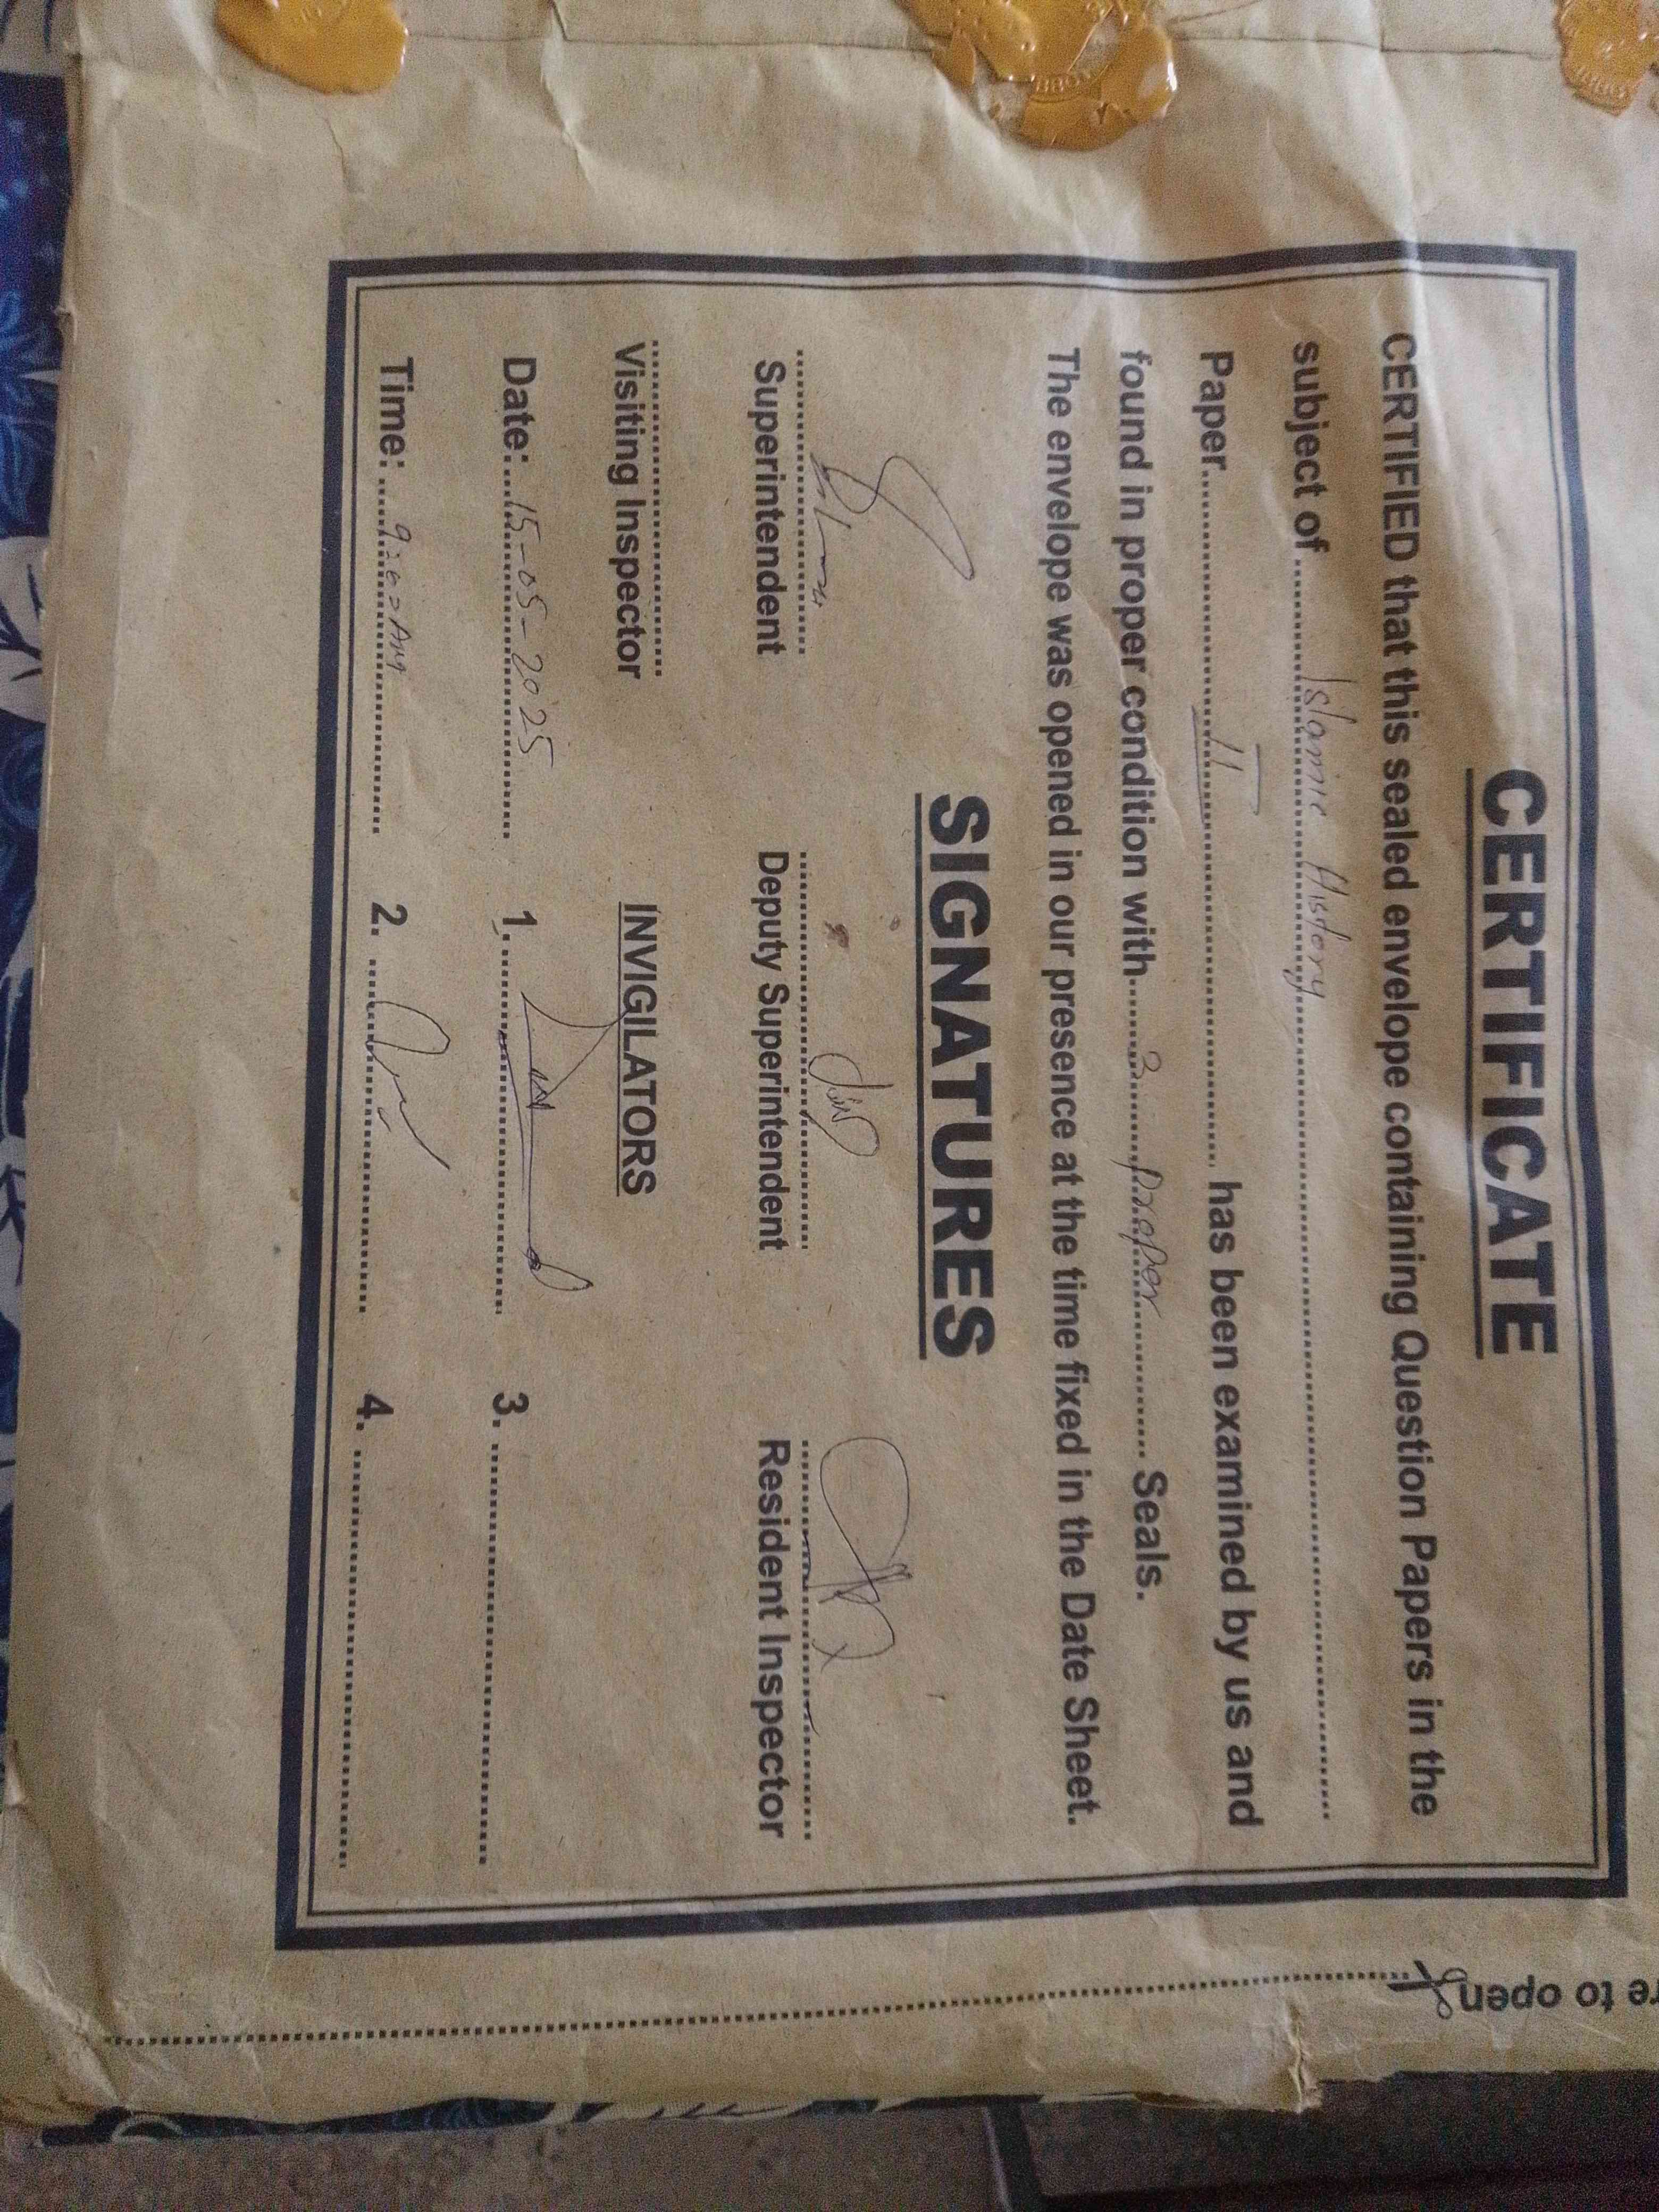 CERTIFICATE
CERTIFIED that this sealed envelope containing Question Papers in the
subject of Islamic History
Paper II has been examined by us and
found in proper condition with 3 proper Seals.
The envelope was opened in our presence at the time fixed in the Date Sheet.
SIGNATURES
Superintendent Deputy Superintendent Resident Inspector
Visiting Inspector INVIGILATORS
Date: 15-05-2025 1. 3.
Time: 9:00 AM 2. 4.
re to open